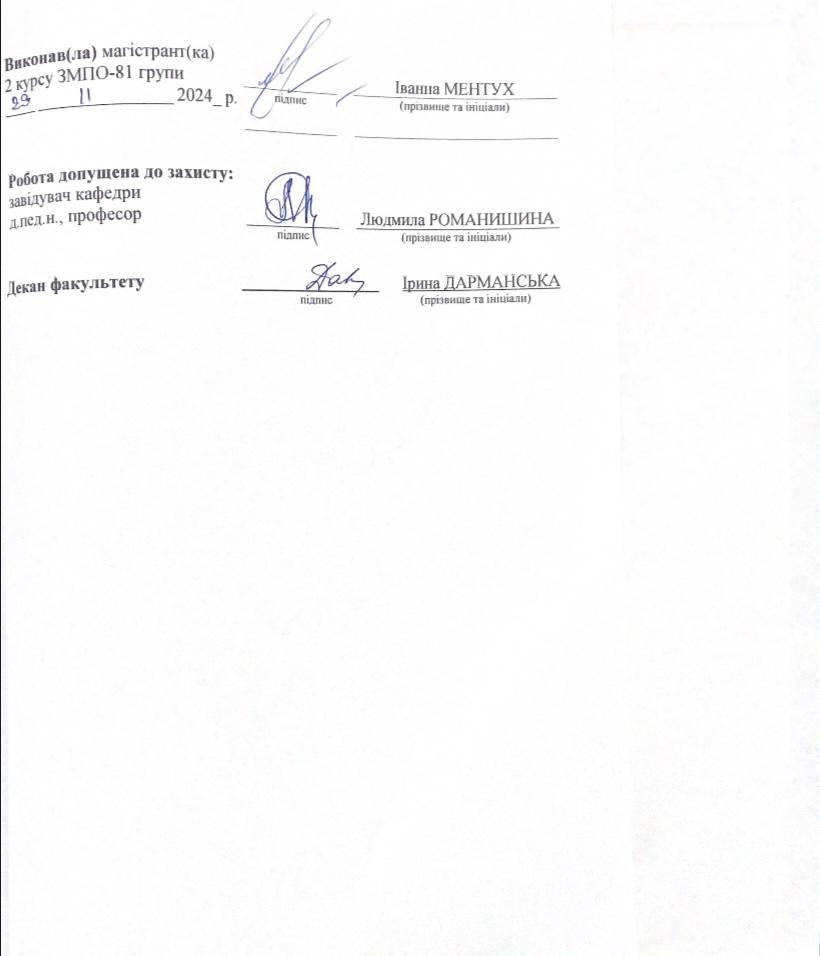 Виконав(ла) магістрант(ка)
2 курсу ЗМПО-81 групи
29 11 2024_ р.
підпис
Іванна МЕНТУХ
(прізвище та ініціали)
Робота допущена до захисту:
завідувач кафедри
д.пед.н., професор
підпис
Людмила РОМАНИШИНА
(прізвище та ініціали)
Декан факультету
підпис
Ірина ДАРМАНСЬКА
(прізвище та ініціали)